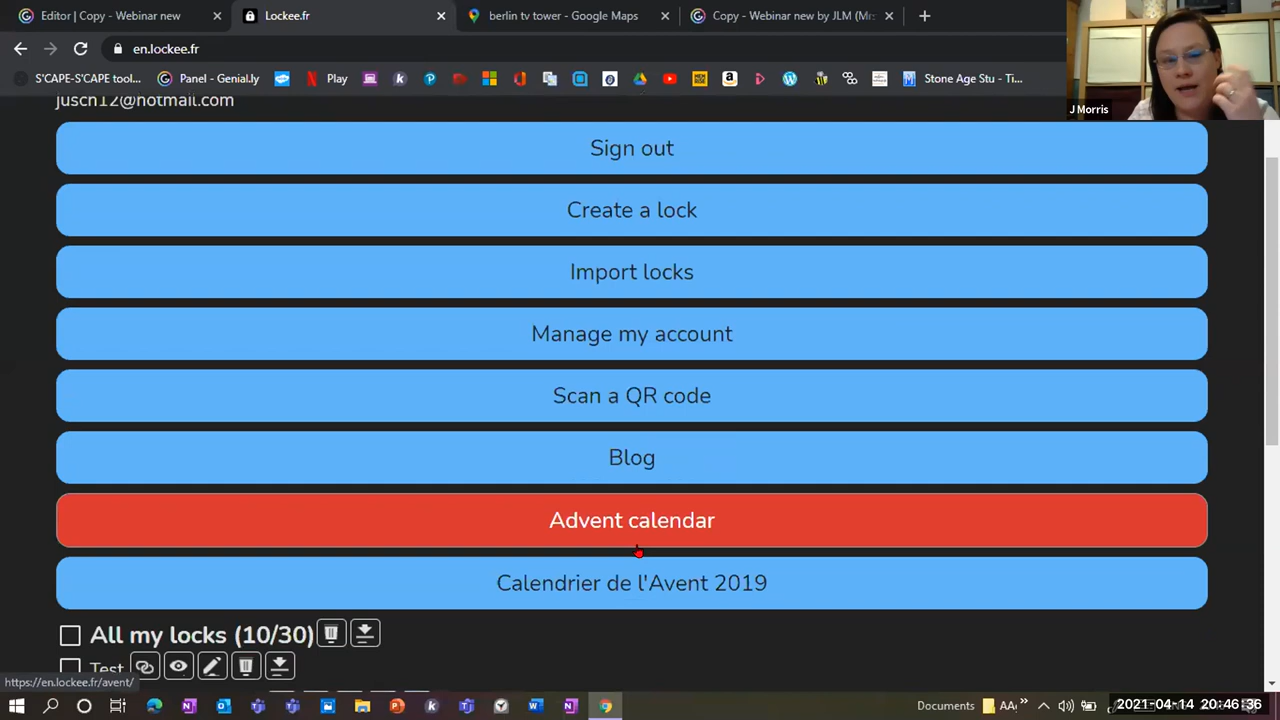 Editor | Copy - Webinar new
Lockee.fr
berlin tv tower - Google Maps
Copy - Webinar new by JLM (Mrs
en.lockee.fr
S'CAPE-S'CAPE tool...
Panel - Genial.ly
Play
Stone Age Stu - Ti...
J Morris
juscn12@hotmail.com
Sign out
Create a lock
Import locks
Manage my account
Scan a QR code
Blog
Advent calendar
Calendrier de l'Avent 2019
All my locks (10/30)
Test
https://en.lockee.fr/avent/
Documents
2021-04-14 20:46:36